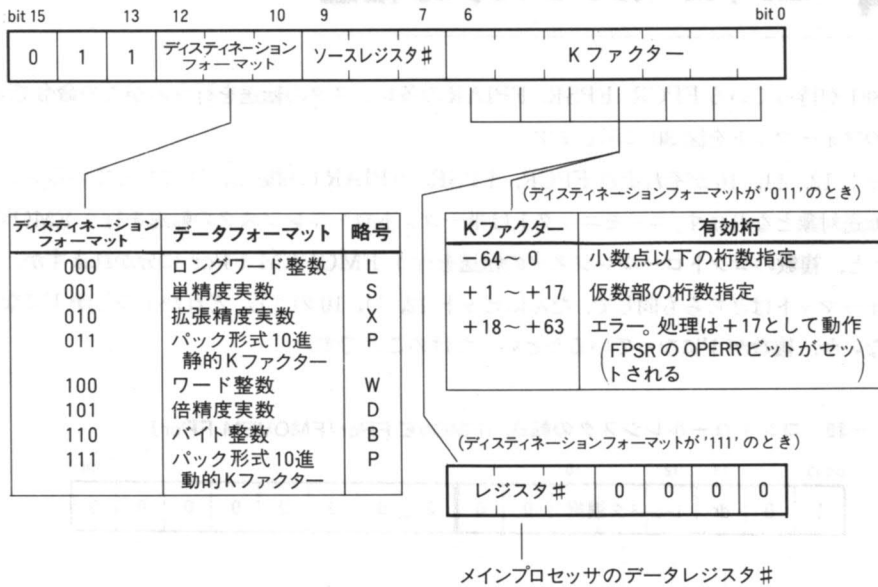 bit 15 13 12 10 9 7 6 bit 0
0 1 1 ディスティネーションフォーマット ソースレジスタ# Kファクター
(ディスティネーションフォーマットが'011'のとき)
ディスティネーションフォーマット データフォーマット 略号
000 ロングワード整数 L
001 単精度実数 S
010 拡張精度実数 X
011 パック形式10進 P
静的Kファクター
100 ワード整数 W
101 倍精度実数 D
110 バイト整数 B
111 パック形式10進 P
動的Kファクター
Kファクター 有効桁
-64~0 小数点以下の桁数指定
+1~+17 仮数部の桁数指定
+18~+63 エラー。処理は+17として動作
(FPSRのOPERRビットがセッ
トされる)
(ディスティネーションフォーマットが'111'のとき)
レジスタ# 0 0 0 0
メインプロセッサのデータレジスタ#